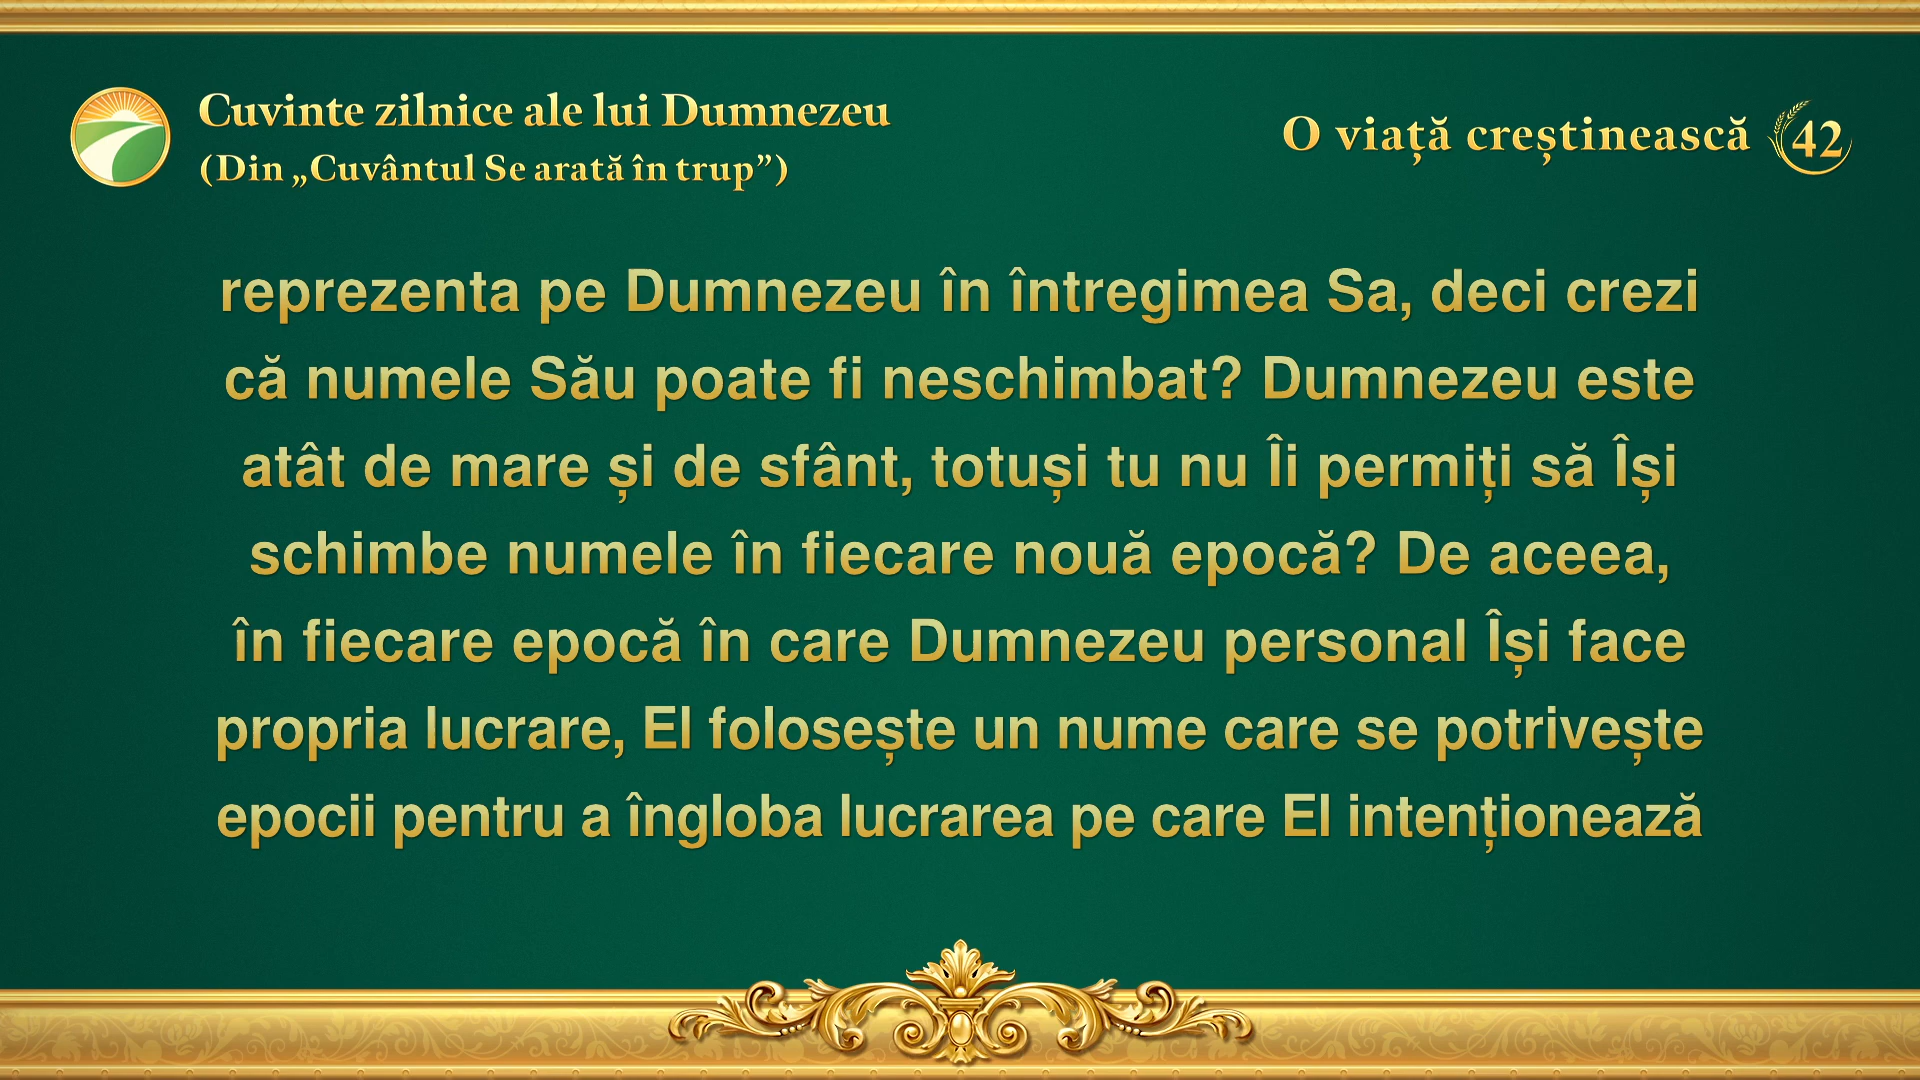 Cuvinte zilnice ale lui Dumnezeu
(Din „Cuvântul Se arată în trup”)
O viață creștinească 42
reprezenta pe Dumnezeu în întregimea Sa, deci crezi
că numele Său poate fi neschimbat? Dumnezeu este
atât de mare și de sfânt, totuși tu nu Îi permiți să Își
schimbe numele în fiecare nouă epocă? De aceea,
în fiecare epocă în care Dumnezeu personal Își face
propria lucrare, El folosește un nume care se potrivește
epocii pentru a îngloba lucrarea pe care El intenționează